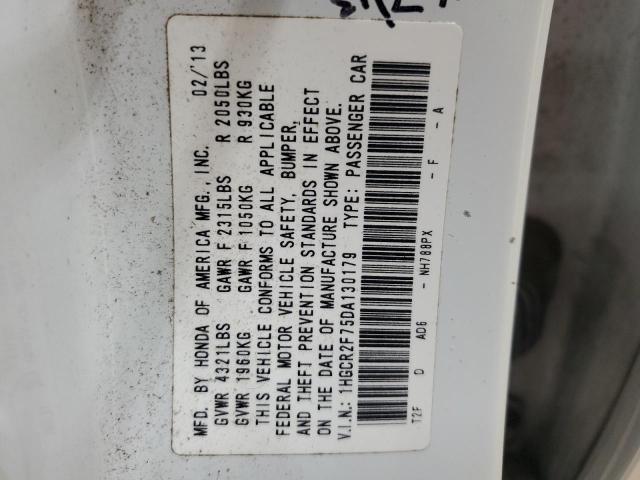 MFD. BY HONDA OF AMERICA MFG., INC. 02/'13
GVWR 4321LBS GAWR F 2315LBS R 2050LBS
GVWR 1960KG GAWR F 1050KG R 930KG
THIS VEHICLE CONFORMS TO ALL APPLICABLE
FEDERAL MOTOR VEHICLE SAFETY, BUMPER,
AND THEFT PREVENTION STANDARDS IN EFFECT
ON THE DATE OF MANUFACTURE SHOWN ABOVE.
V.I.N.: 1HGCR2F75DA130179 TYPE: PASSENGER CAR
T2F D AD6 - NH788PX - F - A